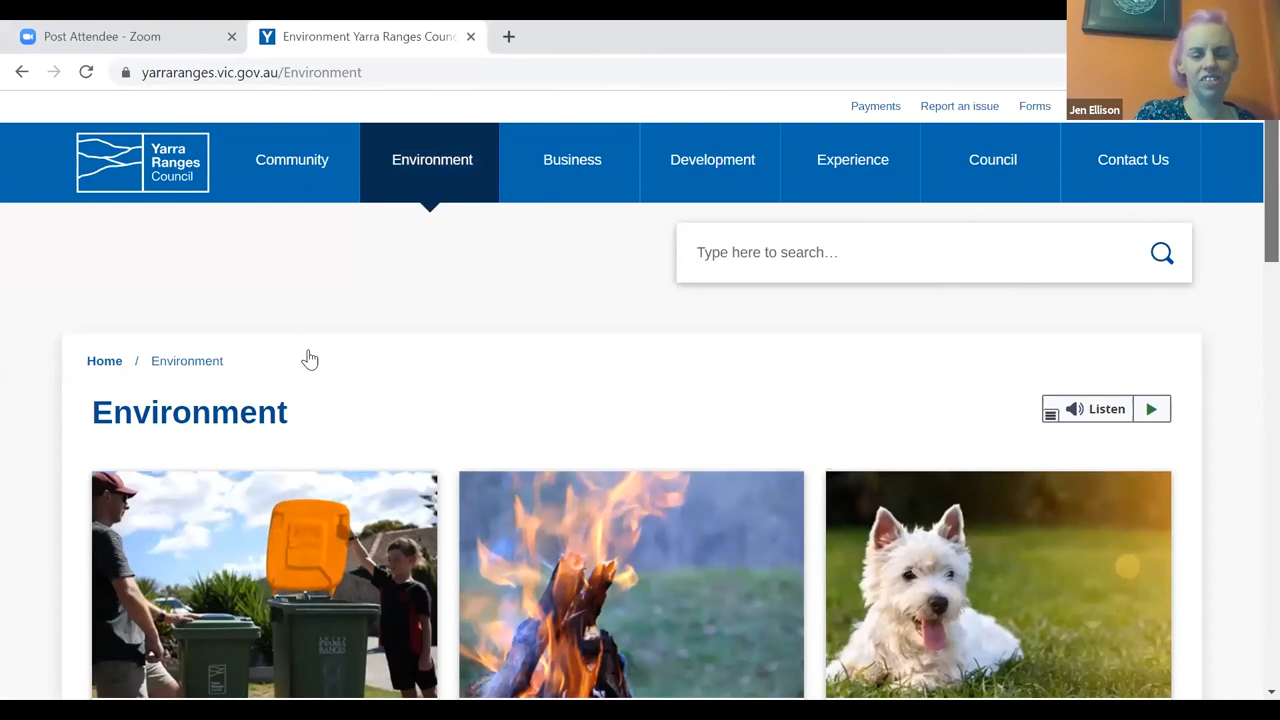 Post Attendee - Zoom
Environment Yarra Ranges Counc
yarraranges.vic.gov.au/Environment
Jen Ellison
Payments
Report an issue
Forms
Yarra
Ranges
Council
Community
Environment
Business
Development
Experience
Council
Contact Us
Type here to search…
Home / Environment
Environment
Listen